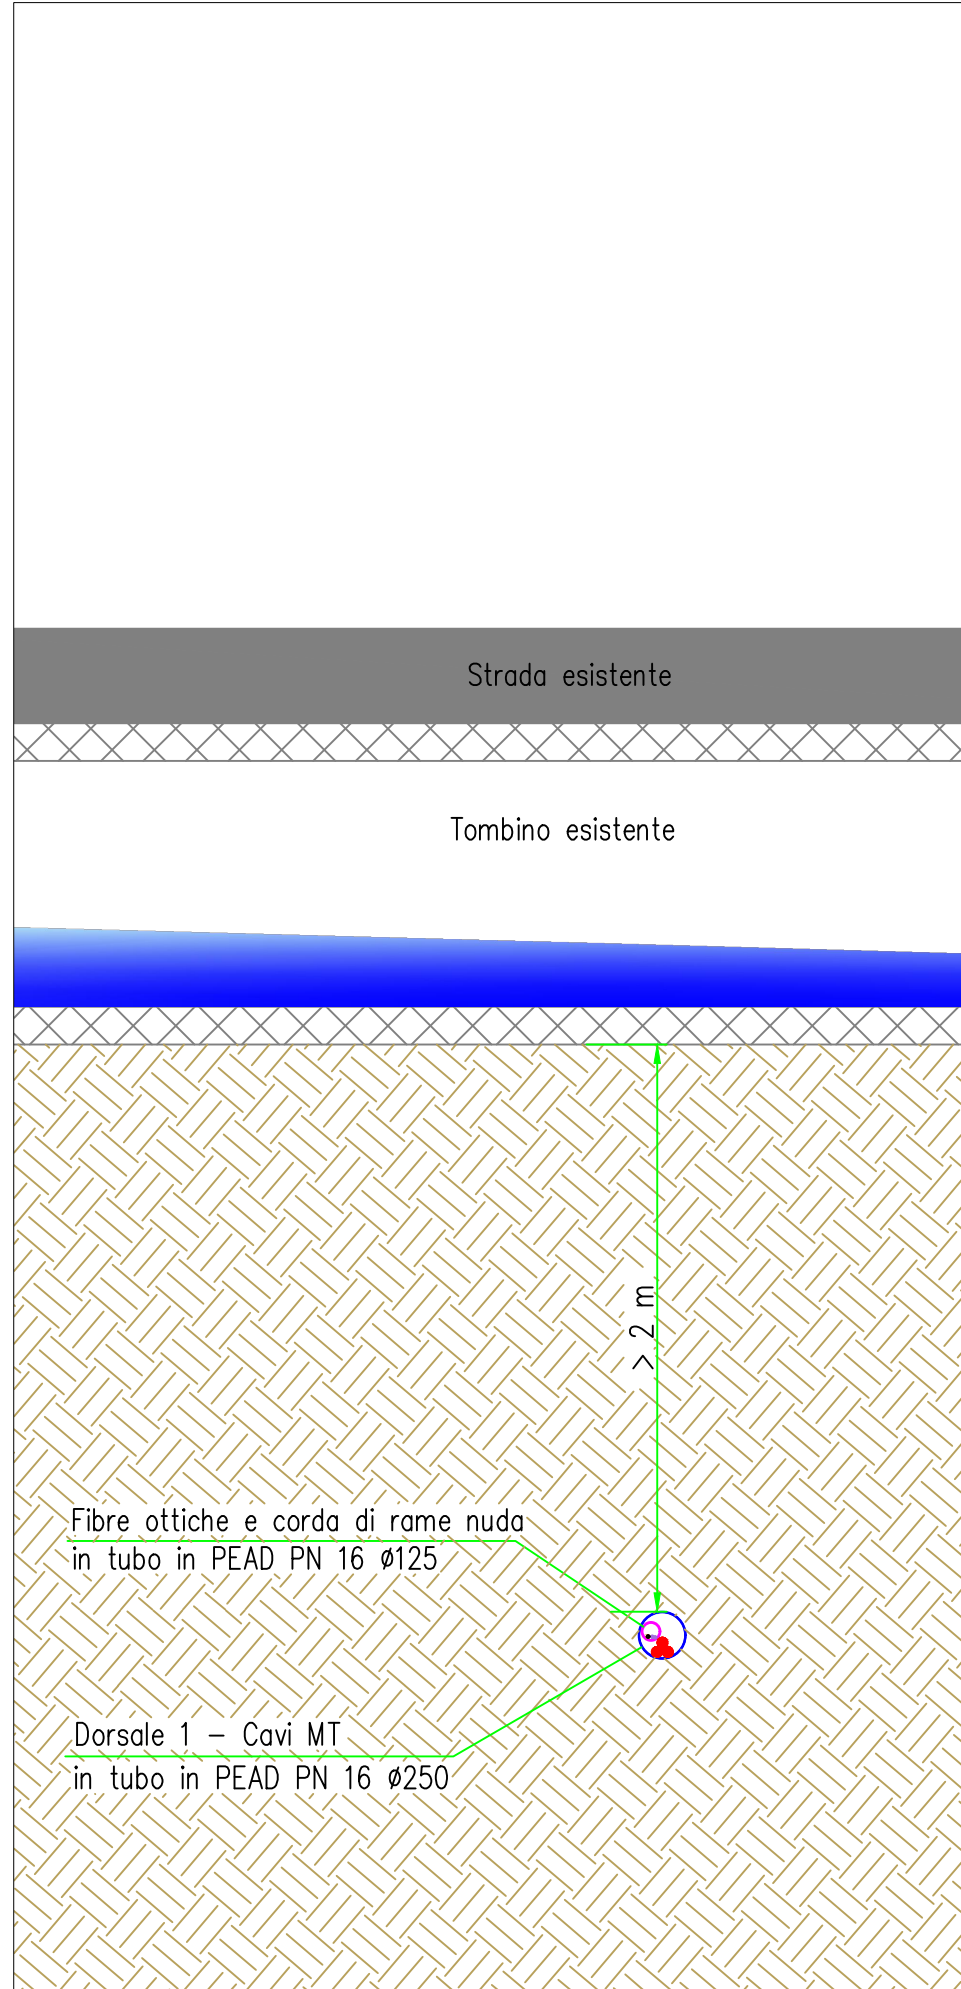 Strada esistente
Tombino esistente
> 2 m
Fibre ottiche e corda di rame nuda
in tubo in PEAD PN 16 Ø125
Dorsale 1 – Cavi MT
in tubo in PEAD PN 16 Ø250